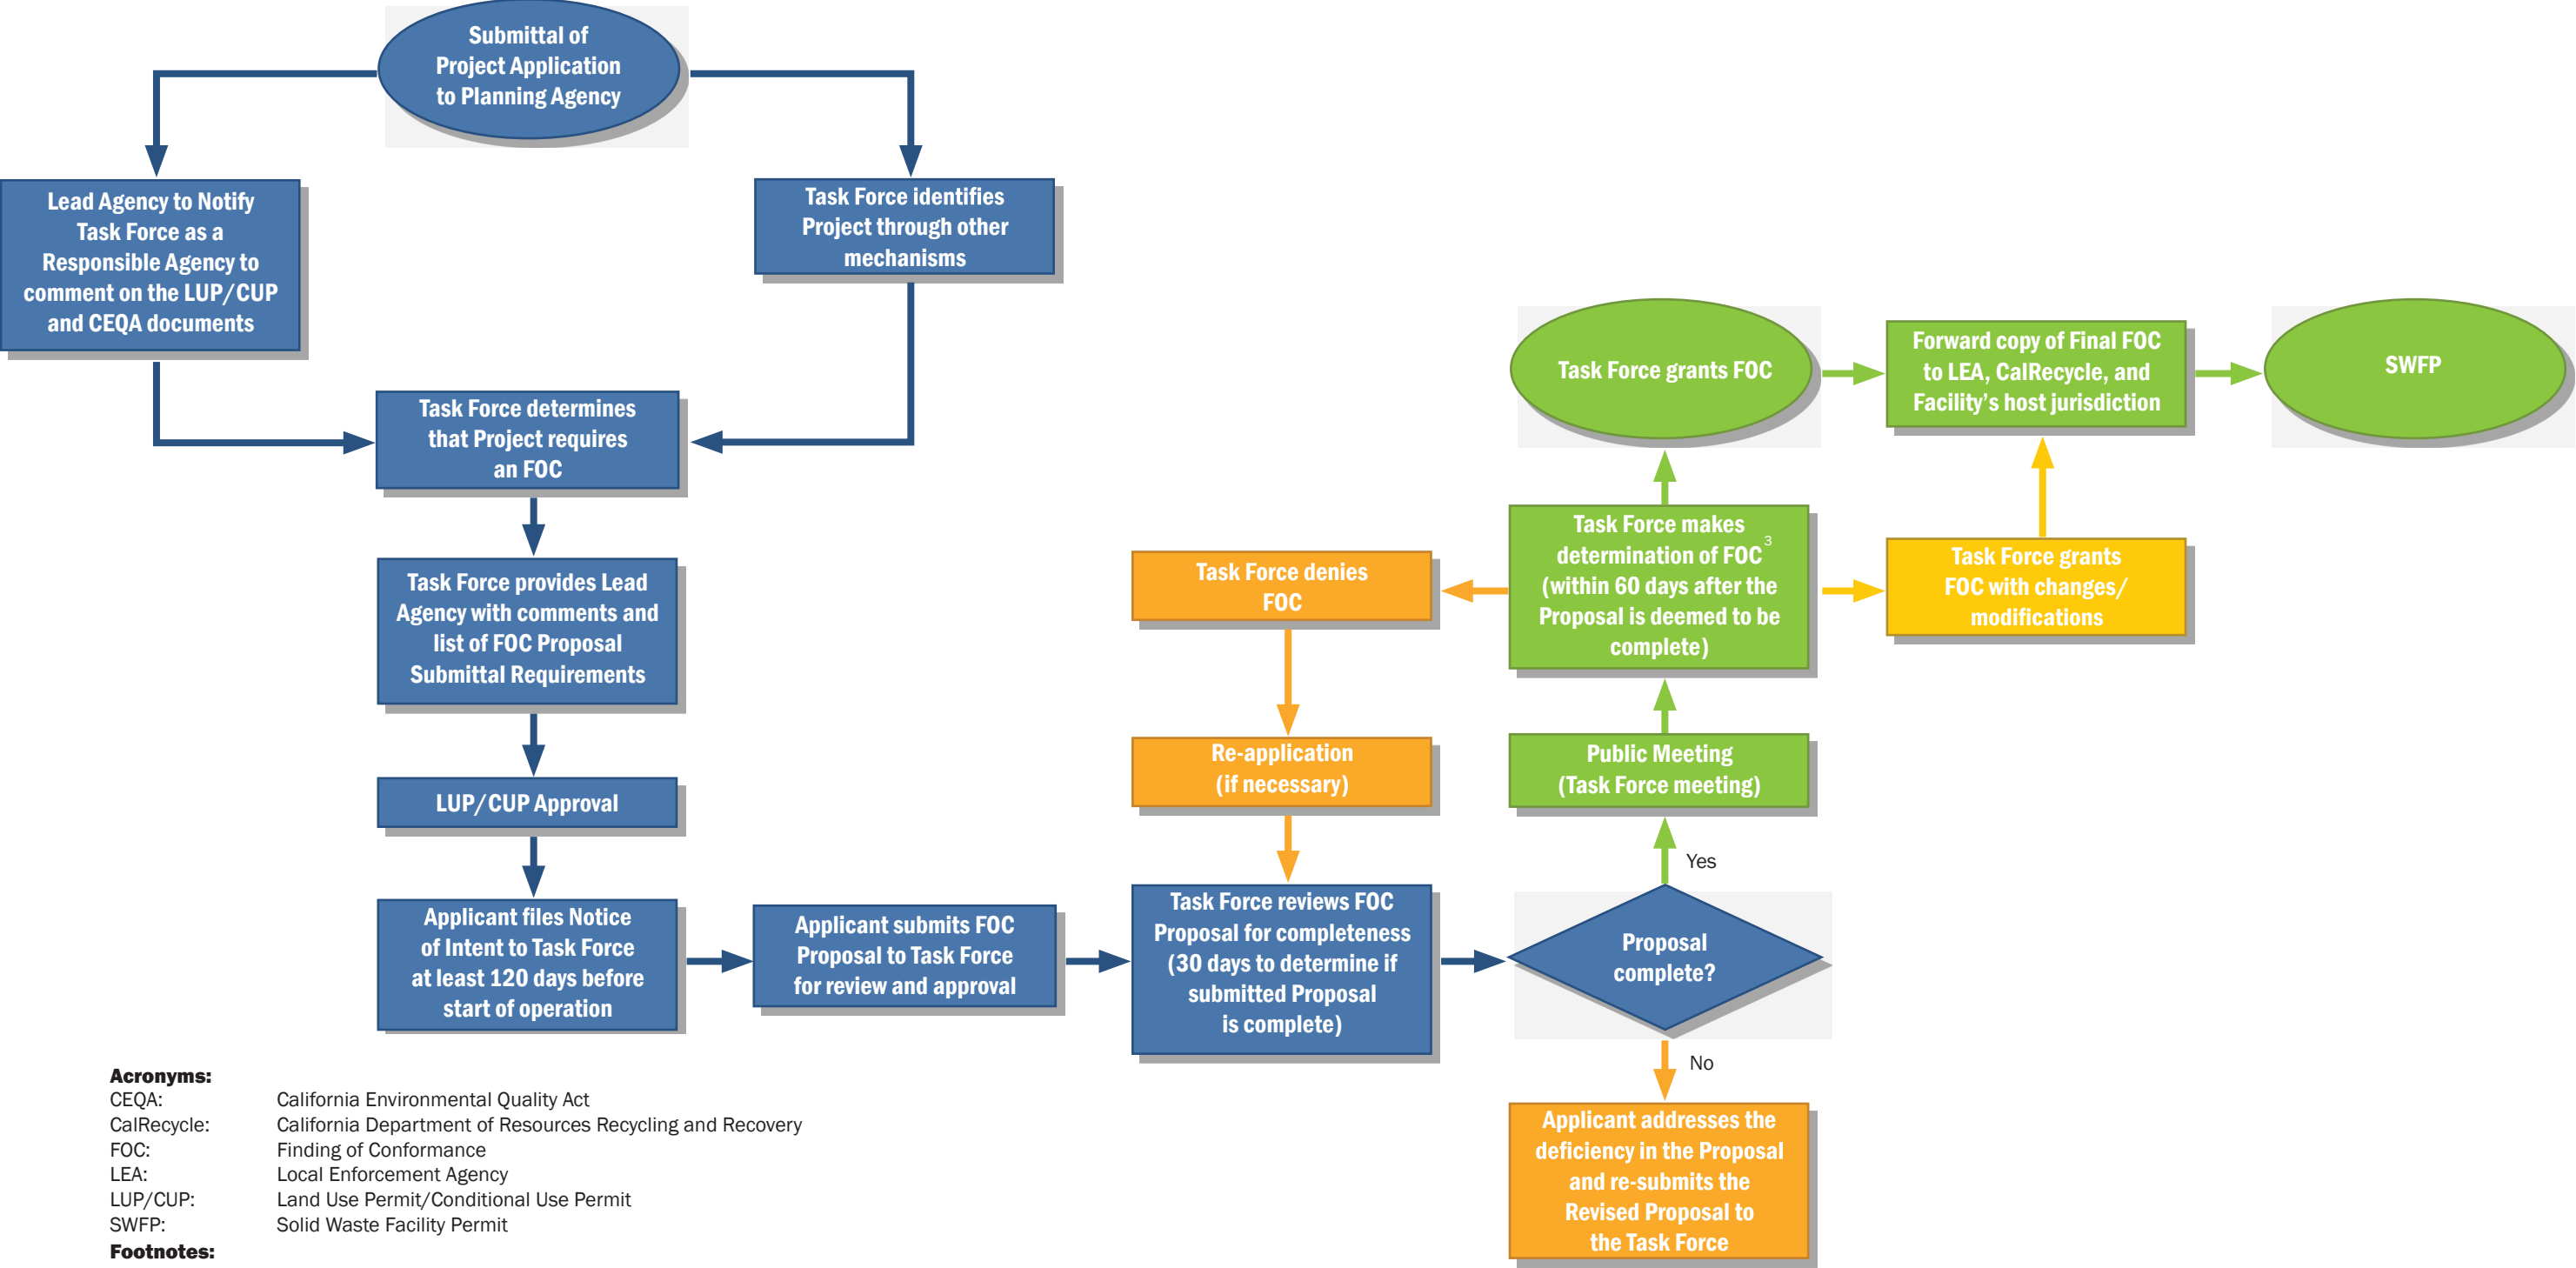 Submittal of
Project Application
to Planning Agency
Lead Agency to Notify
Task Force as a
Responsible Agency to
comment on the LUP/CUP
and CEQA documents
Task Force identifies
Project through other
mechanisms
Task Force determines
that Project requires
an FOC
Task Force provides Lead
Agency with comments and
list of FOC Proposal
Submittal Requirements
LUP/CUP Approval
Applicant files Notice
of Intent to Task Force
at least 120 days before
start of operation
Applicant submits FOC
Proposal to Task Force
for review and approval
Task Force reviews FOC
Proposal for completeness
(30 days to determine if
submitted Proposal
is complete)
Proposal
complete?
Yes
No
Applicant addresses the
deficiency in the Proposal
and re-submits the
Revised Proposal to
the Task Force
Public Meeting
(Task Force meeting)
Task Force makes
determination of FOC3
(within 60 days after the
Proposal is deemed to be
complete)
Task Force denies
FOC
Re-application
(if necessary)
Task Force grants FOC
Task Force grants
FOC with changes/
modifications
Forward copy of Final FOC
to LEA, CalRecycle, and
Facility's host jurisdiction
SWFP
Acronyms:
CEQA: California Environmental Quality Act
CalRecycle: California Department of Resources Recycling and Recovery
FOC: Finding of Conformance
LEA: Local Enforcement Agency
LUP/CUP: Land Use Permit/Conditional Use Permit
SWFP: Solid Waste Facility Permit
Footnotes: